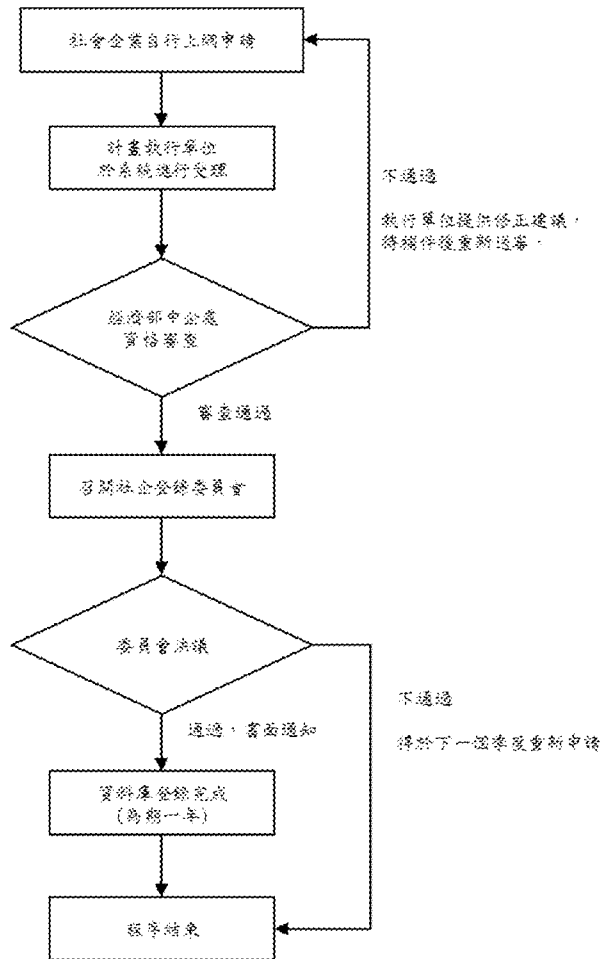 社會企業自行上網申請
計畫執行單位
於系統進行受理
不通過
執行單位提供修正建議，
待補件後重新送審。
經濟部中企處
資格審查
審查通過
召開社企登錄委員會
委員會決議
不通過
通過，書面通知
得於下一個季度重新申請
資料庫登錄完成
(為期一年)
程序結束